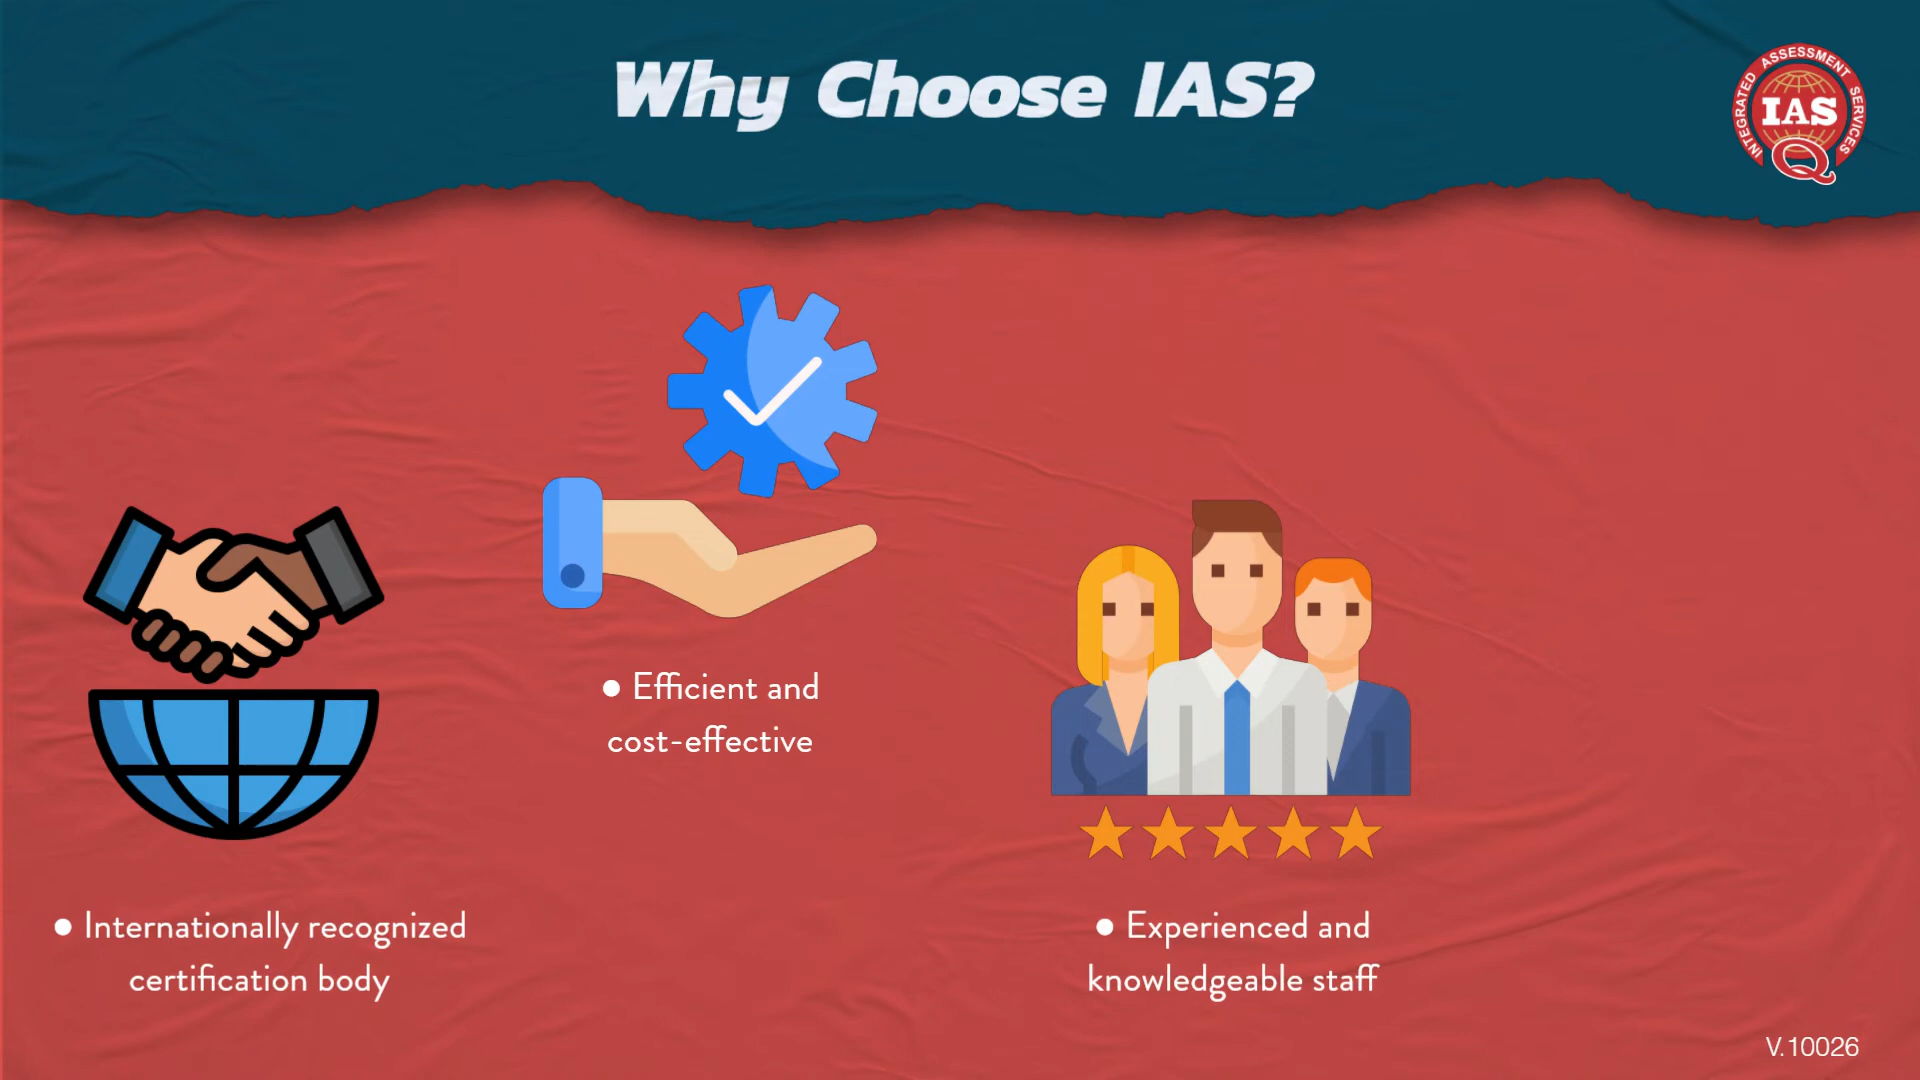 Why Choose IAS?
INTEGRATED ASSESSMENT SERVICES
IAS
Q
● Internationally recognized
certification body
● Efficient and
cost-effective
● Experienced and
knowledgeable staff
V.10026